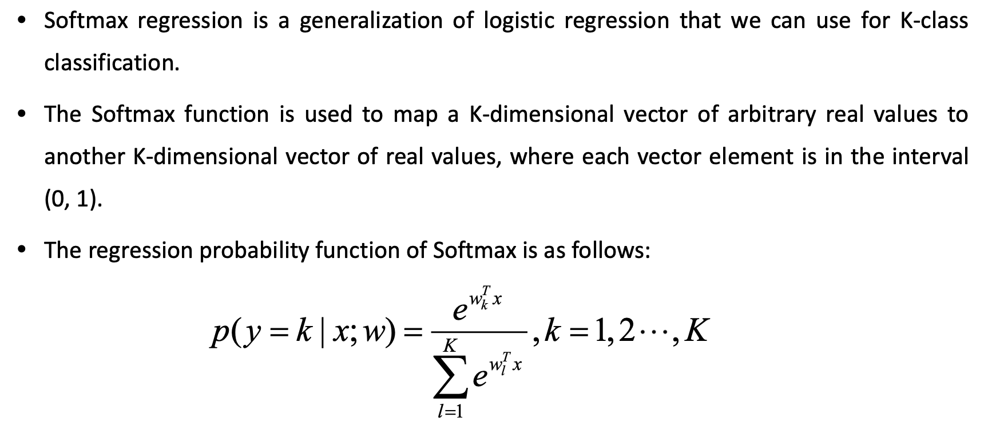 • Softmax regression is a generalization of logistic regression that we can use for K-class
classification.
• The Softmax function is used to map a K-dimensional vector of arbitrary real values to
another K-dimensional vector of real values, where each vector element is in the interval
(0, 1).
• The regression probability function of Softmax is as follows:
p(y = k | x; w) = \frac{e^{w_k^T x}}{\sum_{l=1}^{K} e^{w_l^T x}}, k = 1, 2 ⋯, K